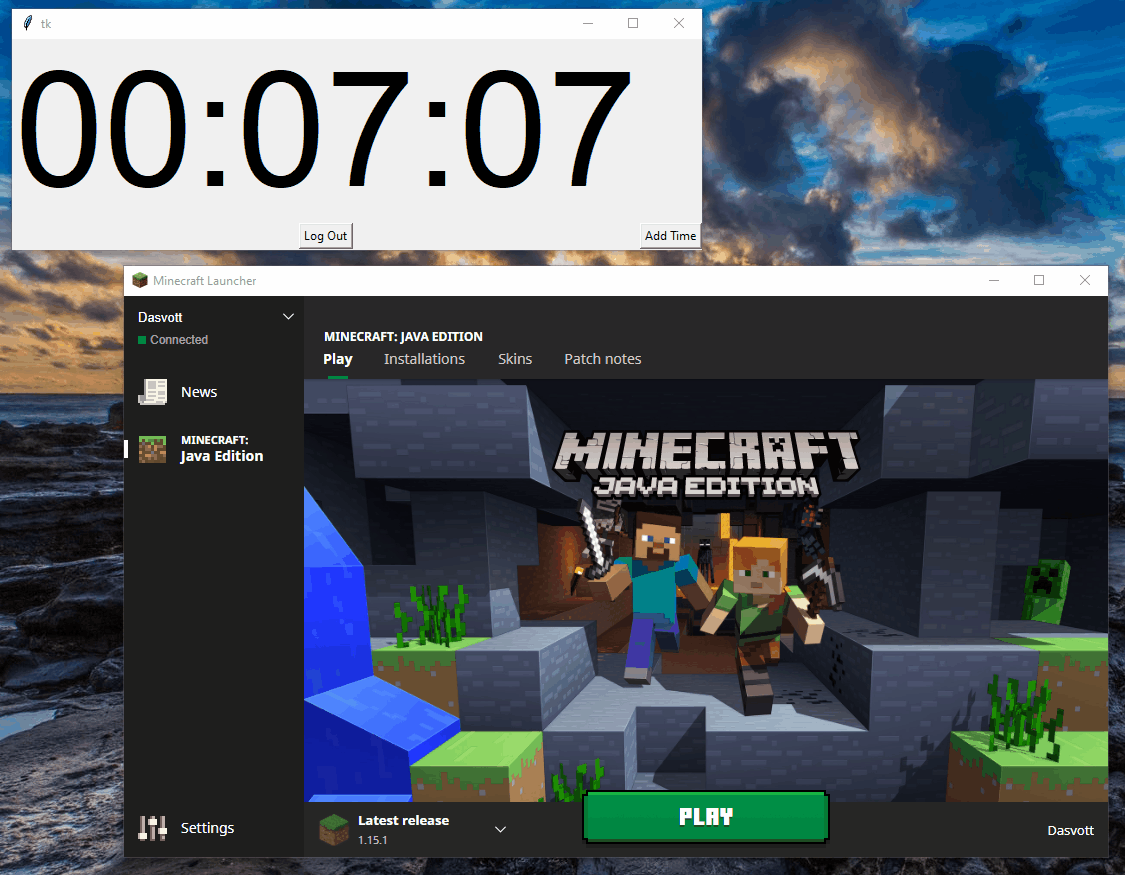 tk
00:07:07
Log Out
Add Time
Minecraft Launcher
Dasvott
Connected
News
MINECRAFT:
Java Edition
Settings
MINECRAFT: JAVA EDITION
Play Installations Skins Patch notes
MINECRAFT
JAVA EDITION
Latest release
1.15.1
PLAY
Dasvott